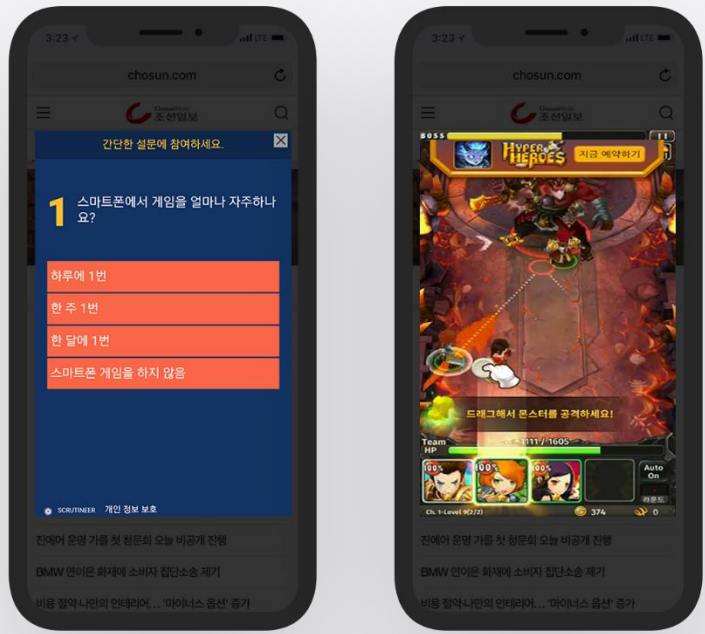 3:23
LTE
chosun.com
조선일보
간단한 설문에 참여하세요.
1
스마트폰에서 게임을 얼마나 자주하나
요?
하루에 1번
한 주 1번
한 달에 1번
스마트폰 게임을 하지 않음
SCRUTINEER 개인 정보 보호
진에어 운명 가를 첫 청문회 오늘 비공개 진행
BMW 연이은 화재에 소비자 집단소송 제기
비용 절약·나만의 인테리어… '마이너스 옵션' 증가
3:23
LTE
chosun.com
조선일보
BOSS
HYPER
HEROES
지금 예약하기
드래그해서 몬스터를 공격하세요!
Team
HP
1111 / 1605
100%
100%
100%
Auto
On
라운드
Ch. 1-Level 9(2/2)
374
0
진에어 운명 가를 첫 청문회 오늘 비공개 진행
BMW 연이은 화재에 소비자 집단소송 제기
비용 절약·나만의 인테리어… '마이너스 옵션' 증가